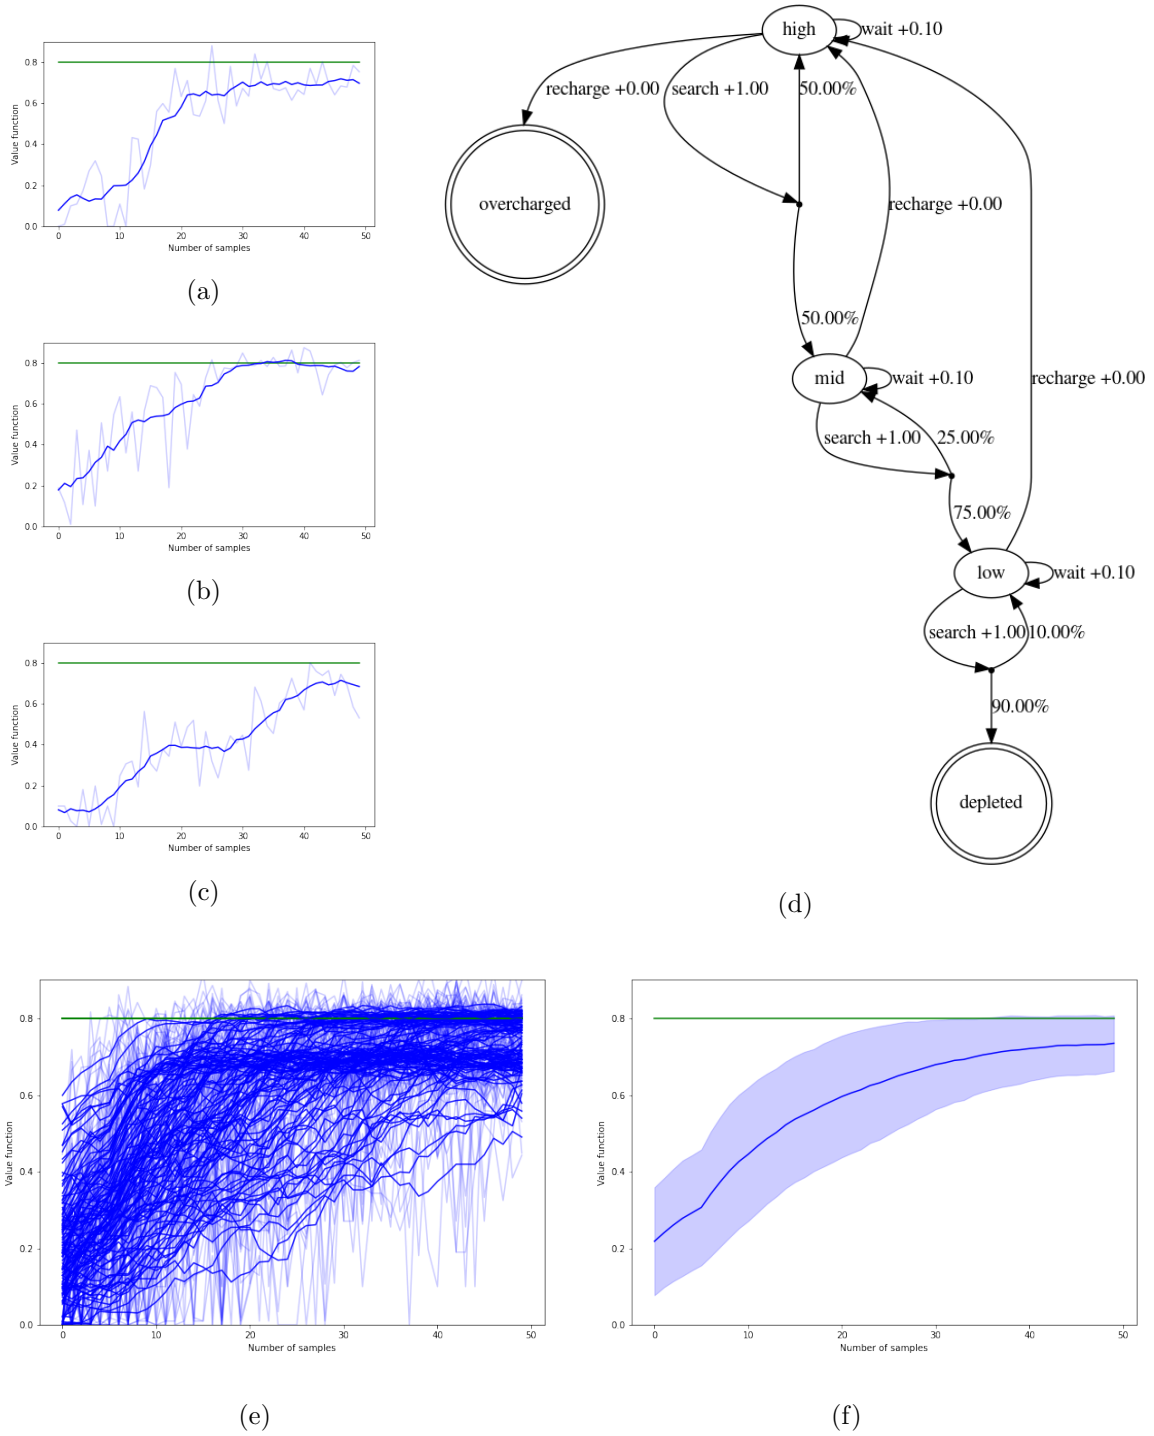 0.8
0.6
0.4
0.2
0.0
Value function
0 10 20 30 40 50
Number of samples
(a)
0.8
0.6
0.4
0.2
0.0
Value function
0 10 20 30 40 50
Number of samples
(b)
0.8
0.6
0.4
0.2
0.0
Value function
0 10 20 30 40 50
Number of samples
(c)
high
wait +0.10
recharge +0.00
search +1.00
50.00%
overcharged
recharge +0.00
50.00%
mid
wait +0.10
recharge +0.00
search +1.00
25.00%
75.00%
low
wait +0.10
search +1.00
10.00%
90.00%
depleted
(d)
0.8
0.6
0.4
0.2
0.0
Value function
0 10 20 30 40 50
Number of samples
(e)
0.8
0.6
0.4
0.2
0.0
Value function
0 10 20 30 40 50
Number of samples
(f)